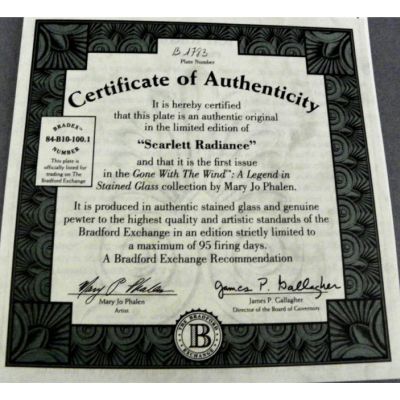 B 1793
Plate Number
Certificate of Authenticity
It is hereby certified
that this plate is an authentic original
in the limited edition of
"Scarlett Radiance"
and that it is the first issue
in the Gone With The Wind™: A Legend in
Stained Glass collection by Mary Jo Phalen.
BRADEX™
84-B10-100.1
NUMBER
This plate is
officially listed for
trading on The
Bradford Exchange
It is produced in authentic stained glass and genuine
pewter to the highest quality and artistic standards of the
Bradford Exchange in an edition strictly limited to
a maximum of 95 firing days.
A Bradford Exchange Recommendation
Mary Jo Phalen
Mary Jo Phalen
Artist
James P. Gallagher
James P. Gallagher
Director of the Board of Governors
THE BRADFORD
B
EXCHANGE